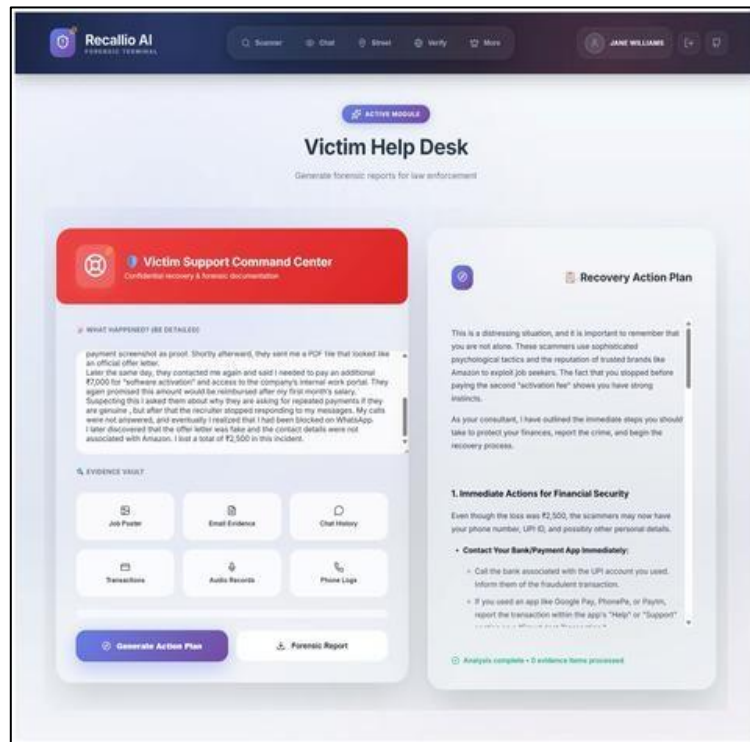 Recallio AI
FORENSIC TERMINAL
Scanner
Chat
Street
Verify
More
JANE WILLIAMS
ACTIVE MODULE
Victim Help Desk
Generate forensic reports for law enforcement
Victim Support Command Center
Confidential recovery & forensic documentation
WHAT HAPPENED? (BE DETAILED)
payment screenshot as proof. Shortly afterward, they sent me a PDF file that looked like
an official offer letter.
Later the same day, they contacted me again and said I needed to pay an additional
₹7,000 for "software activation" and access to the company's internal work portal. They
again promised this amount would be reimbursed after my first month's salary.
Suspecting this I asked them about why they are asking for repeated payments if they
are genuine , but after that the recruiter stopped responding to my messages. My calls
were not answered, and eventually I realized that I had been blocked on WhatsApp.
I later discovered that the offer letter was fake and the contact details were not
associated with Amazon. I lost a total of ₹2,500 in this incident.
EVIDENCE VAULT
Job Poster
Email Evidence
Chat History
Transactions
Audio Records
Phone Logs
Generate Action Plan
Forensic Report
Recovery Action Plan
This is a distressing situation, and it is important to remember that
you are not alone. These scammers use sophisticated
psychological tactics and the reputation of trusted brands like
Amazon to exploit job seekers. The fact that you stopped before
paying the second "activation fee" shows you have strong
instincts.
As your consultant, I have outlined the immediate steps you should
take to protect your finances, report the crime, and begin the
recovery process.
1. Immediate Actions for Financial Security
Even though the loss was ₹2,500, the scammers may now have
your phone number, UPI ID, and possibly other personal details.
• Contact Your Bank/Payment App Immediately:
Call the bank associated with the UPI account you used.
Inform them of the fraudulent transaction.
If you used an app like Google Pay, PhonePe, or Paytm,
report the transaction within the app's "Help" or "Support"
Analysis complete • 0 evidence items processed